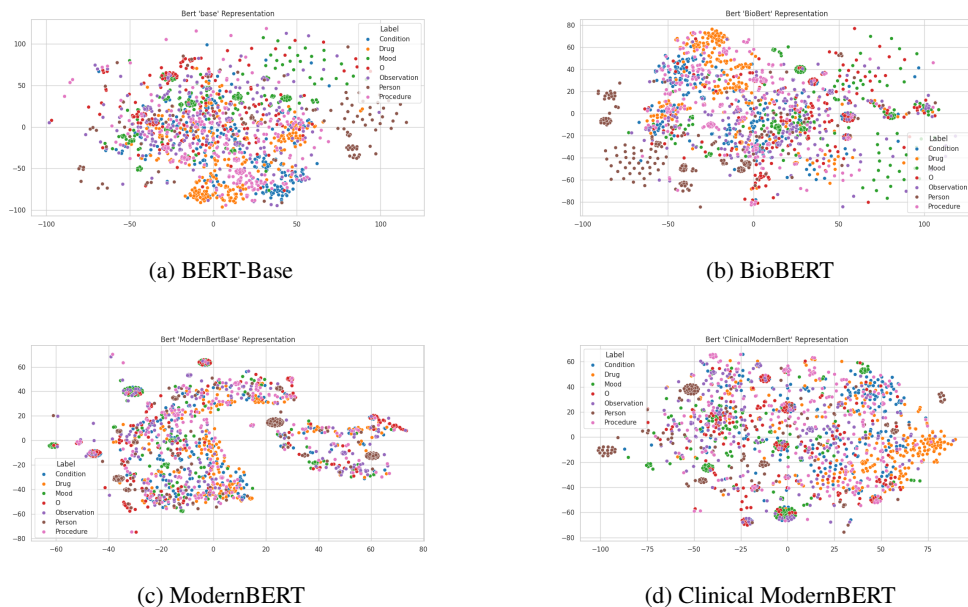 Bert 'base' Representation
Label
Condition
Drug
Mood
O
Observation
Person
Procedure
100
50
0
−50
−100
−100
−50
0
50
100
(a) BERT-Base
Bert 'BioBert' Representation
80
60
40
20
0
−20
−40
−60
−80
Label
Condition
Drug
Mood
O
Observation
Person
Procedure
−100
−50
0
50
100
(b) BioBERT
Bert 'ModernBertBase' Representation
60
40
20
0
−20
−40
−60
−80
Label
Condition
Drug
Mood
O
Observation
Person
Procedure
−60
−40
−20
0
20
40
60
80
(c) ModernBERT
Bert 'ClinicalModernBert' Representation
Label
Condition
Drug
Mood
O
Observation
Person
Procedure
60
40
20
0
−20
−40
−60
−80
−100
−75
−50
−25
0
25
50
75
(d) Clinical ModernBERT